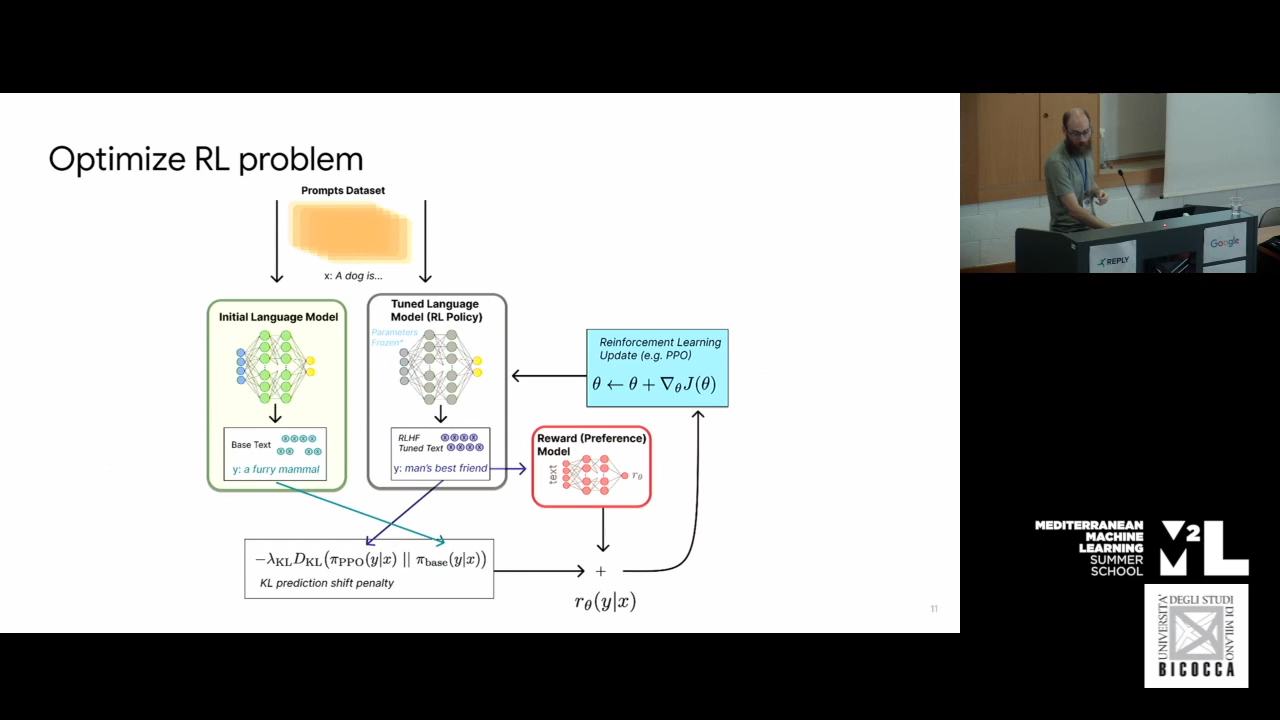 Optimize RL problem
Prompts Dataset
x: A dog is...
Initial Language Model
Base Text
y: a furry mammal
Tuned Language
Model (RL Policy)
Parameters
Frozen*
RLHF
Tuned Text
y: man's best friend
Reinforcement Learning
Update (e.g. PPO)
θ ← θ + ∇θJ(θ)
Reward (Preference)
Model
text
rθ
−λKL DKL(πPPO(y|x) || πbase(y|x))
KL prediction shift penalty
+
rθ(y|x)
11
REPLY
Google
MEDITERRANEAN
MACHINE
LEARNING
SUMMER
SCHOOL
M2L
UNIVERSITA'
DEGLI STUDI
DI MILANO
BICOCCA